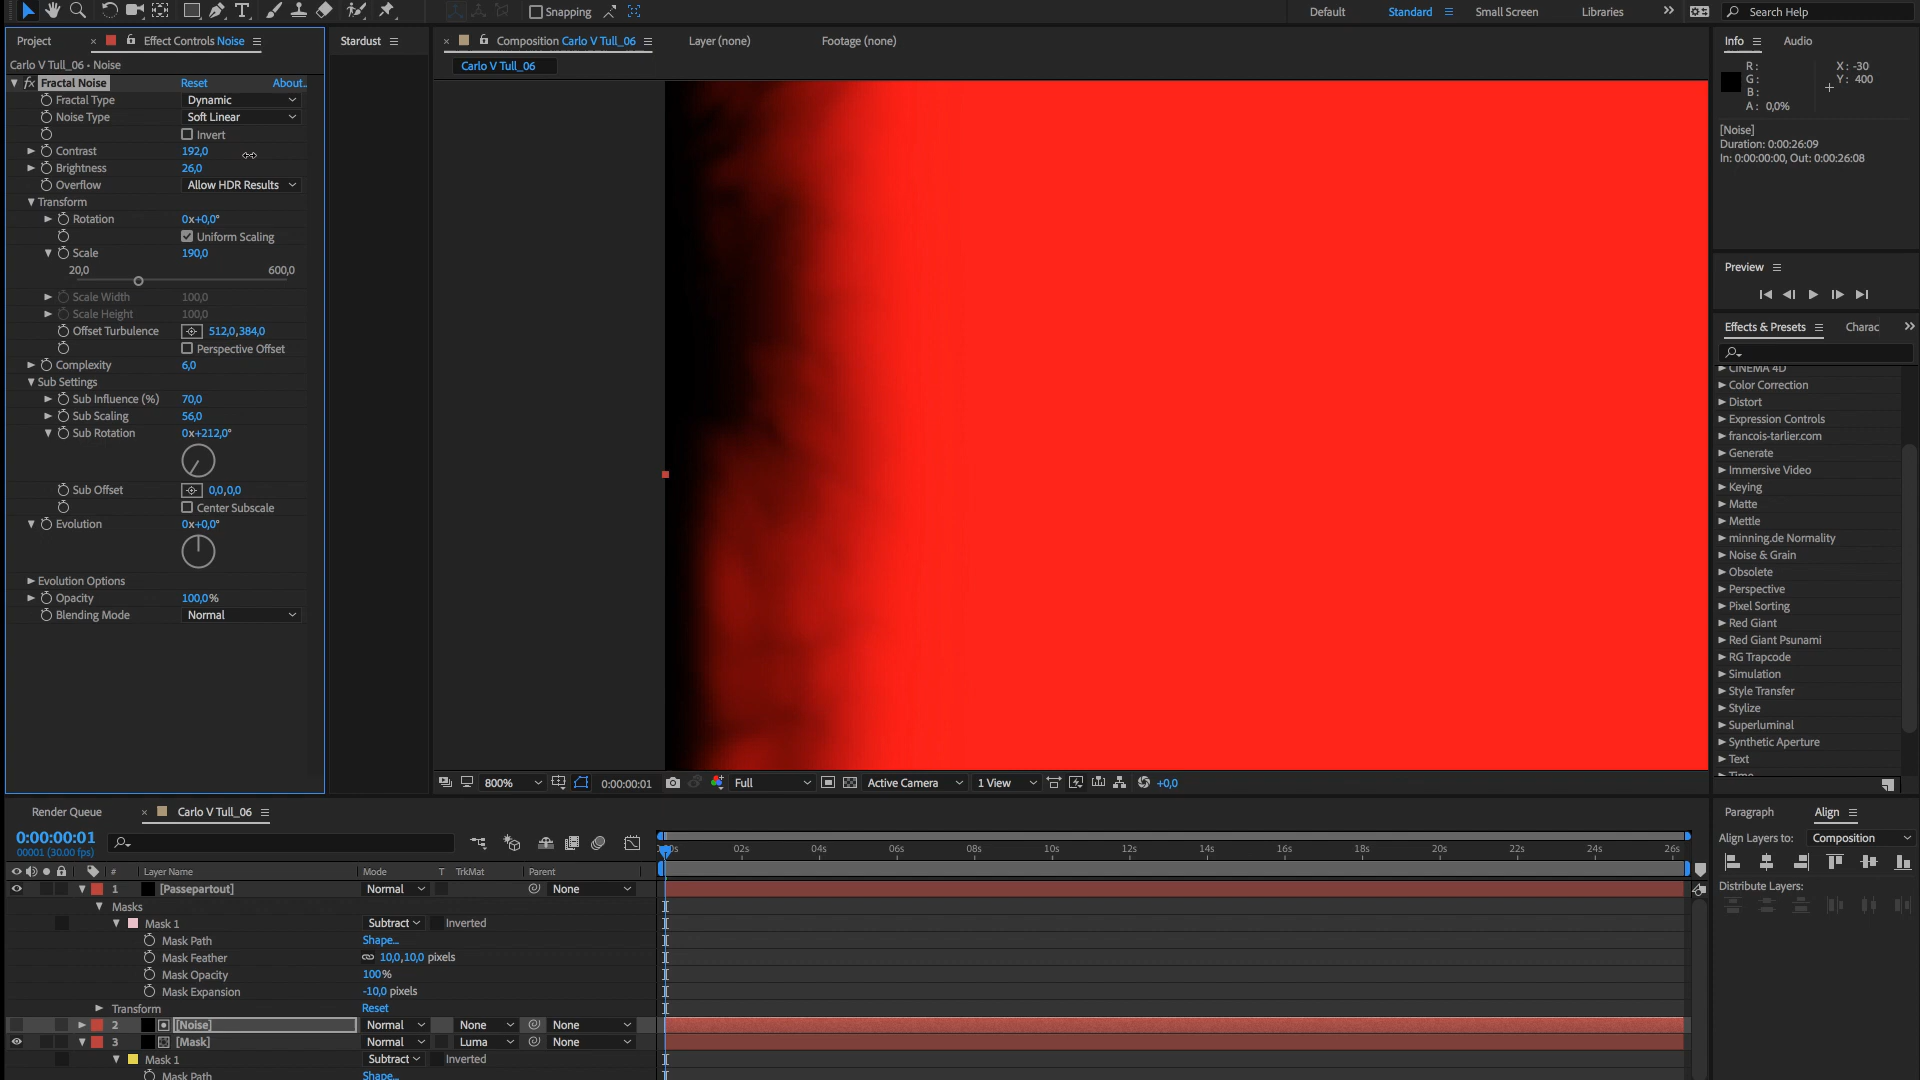 Snapping
Default
Standard
Small Screen
Libraries
Search Help
Project
Effect Controls Noise
Stardust
Composition Carlo V Tull_06
Layer (none)
Footage (none)
Info
Audio
Carlo V Tull_06 • Noise
Carlo V Tull_06
R:
G:
B:
A: 0,0%
X: -30
Y: 400
fx Fractal Noise
Reset
About..
Fractal Type
Dynamic
Noise Type
Soft Linear
Invert
Contrast
192,0
Brightness
26,0
Overflow
Allow HDR Results
Transform
Rotation
0x+0,0°
Uniform Scaling
Scale
190,0
20,0
600,0
Scale Width
100,0
Scale Height
100,0
Offset Turbulence
512,0,384,0
Perspective Offset
Complexity
6,0
Sub Settings
Sub Influence (%)
70,0
Sub Scaling
56,0
Sub Rotation
0x+212,0°
Sub Offset
0,0,0,0
Center Subscale
Evolution
0x+0,0°
Evolution Options
Opacity
100,0%
Blending Mode
Normal
[Noise]
Duration: 0:00:26:09
In: 0:00:00:00, Out: 0:00:26:08
Preview
Effects & Presets
Charac
CINEMA 4D
Color Correction
Distort
Expression Controls
francois-tarlier.com
Generate
Immersive Video
Keying
Matte
Mettle
minning.de Normality
Noise & Grain
Obsolete
Perspective
Pixel Sorting
Red Giant
Red Giant Psunami
RG Trapcode
Simulation
Style Transfer
Stylize
Superluminal
Synthetic Aperture
Text
Time
800%
0:00:00:01
Full
Active Camera
1 View
+0,0
Render Queue
Carlo V Tull_06
0:00:00:01
00001 (30.00 fps)
02s
04s
06s
08s
10s
12s
14s
16s
18s
20s
22s
24s
26s
#
Layer Name
Mode
T
TrkMat
Parent
1
[Passepartout]
Normal
None
Masks
Mask 1
Subtract
Inverted
Mask Path
Shape...
Mask Feather
10,0,10,0 pixels
Mask Opacity
100%
Mask Expansion
-10,0 pixels
Transform
Reset
2
[Noise]
Normal
None
None
3
[Mask]
Normal
Luma
None
Mask 1
Subtract
Inverted
Mask Path
Shape...
Paragraph
Align
Align Layers to:
Composition
Distribute Layers: